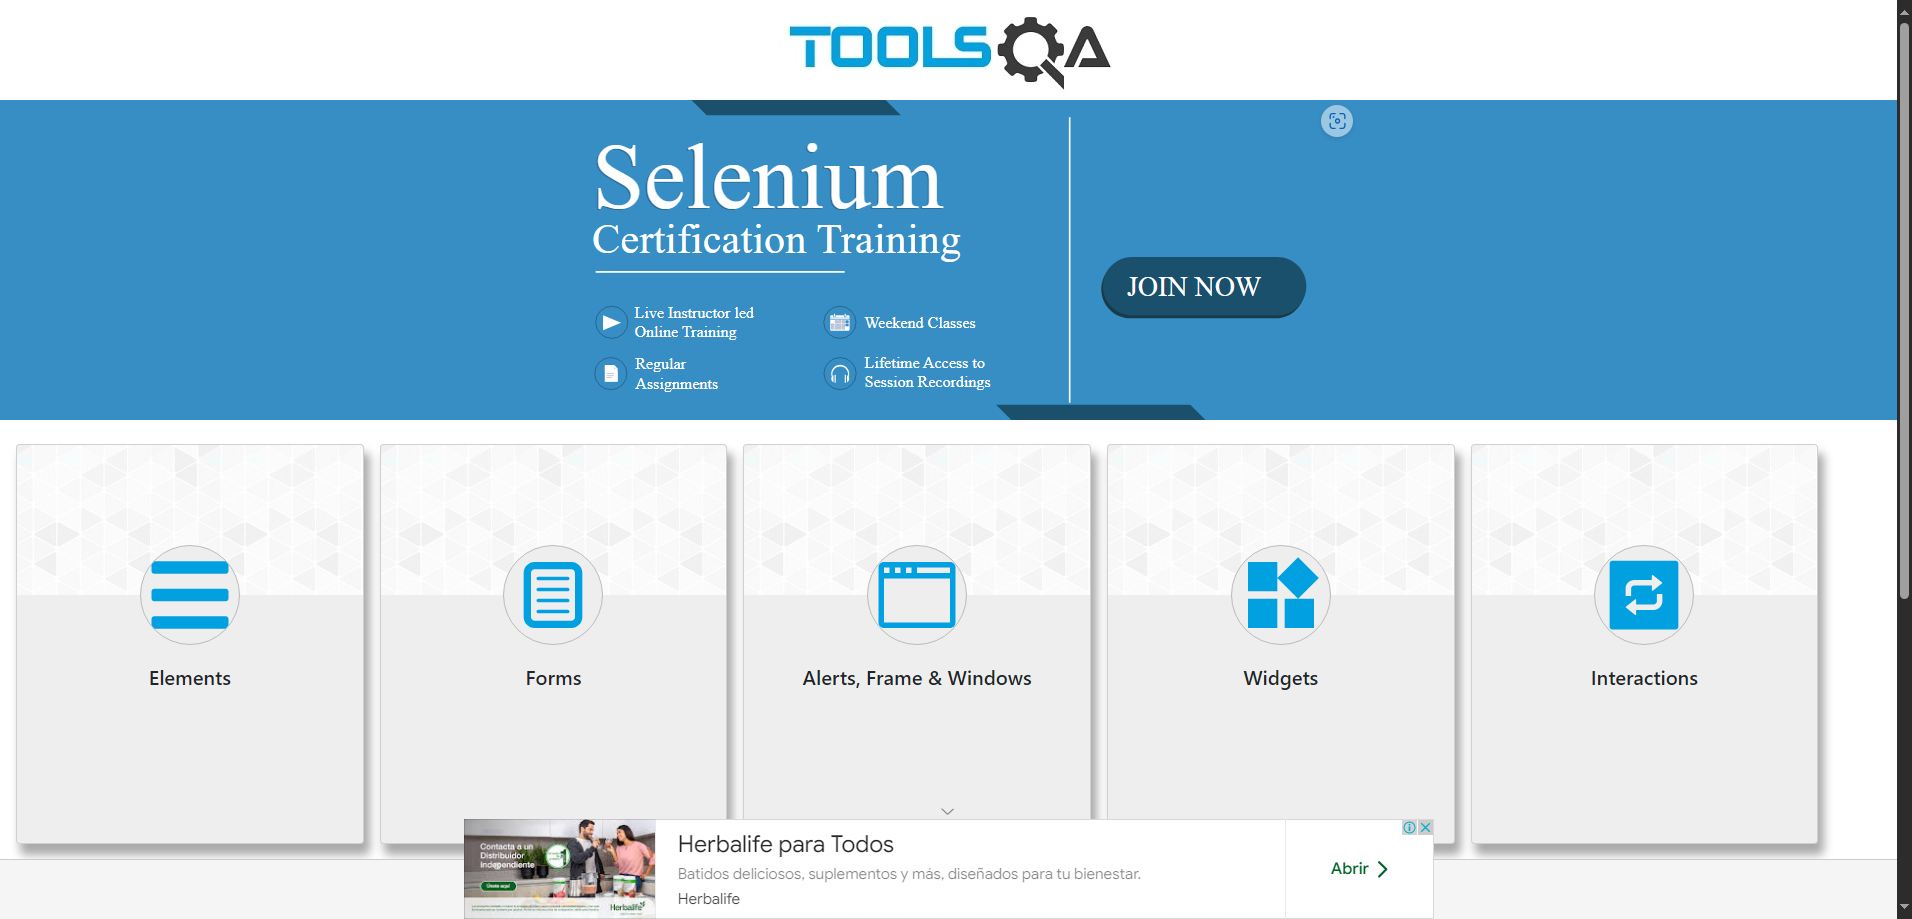 TOOLSQA
Selenium
Certification Training
JOIN NOW
Live Instructor led
Online Training
Weekend Classes
Regular
Assignments
Lifetime Access to
Session Recordings
Elements
Forms
Alerts, Frame & Windows
Widgets
Interactions
Contacta a un
Distribuidor
Independiente
Únete aquí
Herbalife
Herbalife para Todos
Batidos deliciosos, suplementos y más, diseñados para tu bienestar.
Herbalife
Abrir